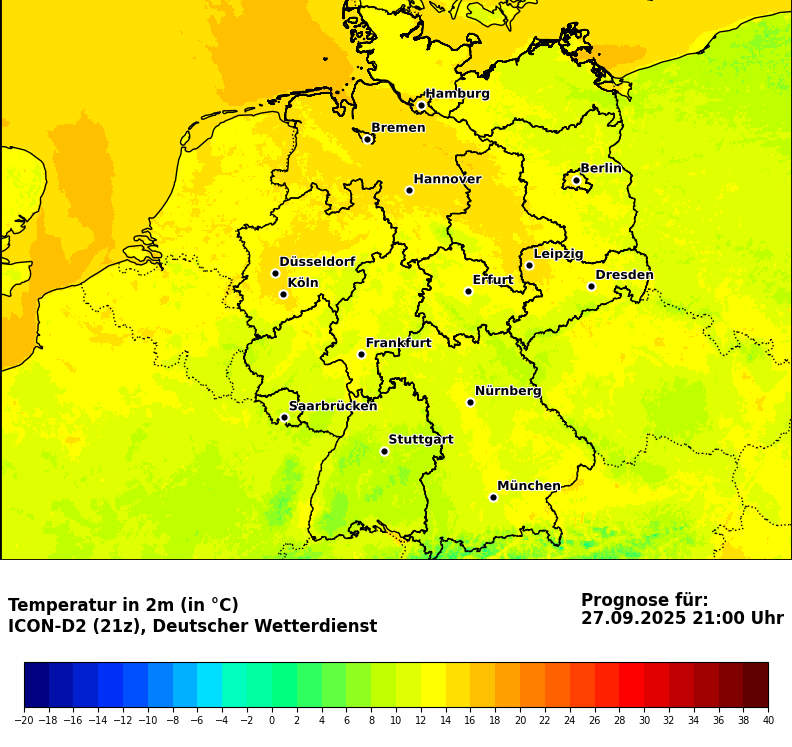 Hamburg
Bremen
Berlin
Hannover
Leipzig
Düsseldorf
Dresden
Köln
Erfurt
Frankfurt
Nürnberg
Saarbrücken
Stuttgart
München
Temperatur in 2m (in °C)
ICON-D2 (21z), Deutscher Wetterdienst
Prognose für:
27.09.2025 21:00 Uhr
−20 −18 −16 −14 −12 −10 −8 −6 −4 −2 0 2 4 6 8 10 12 14 16 18 20 22 24 26 28 30 32 34 36 38 40